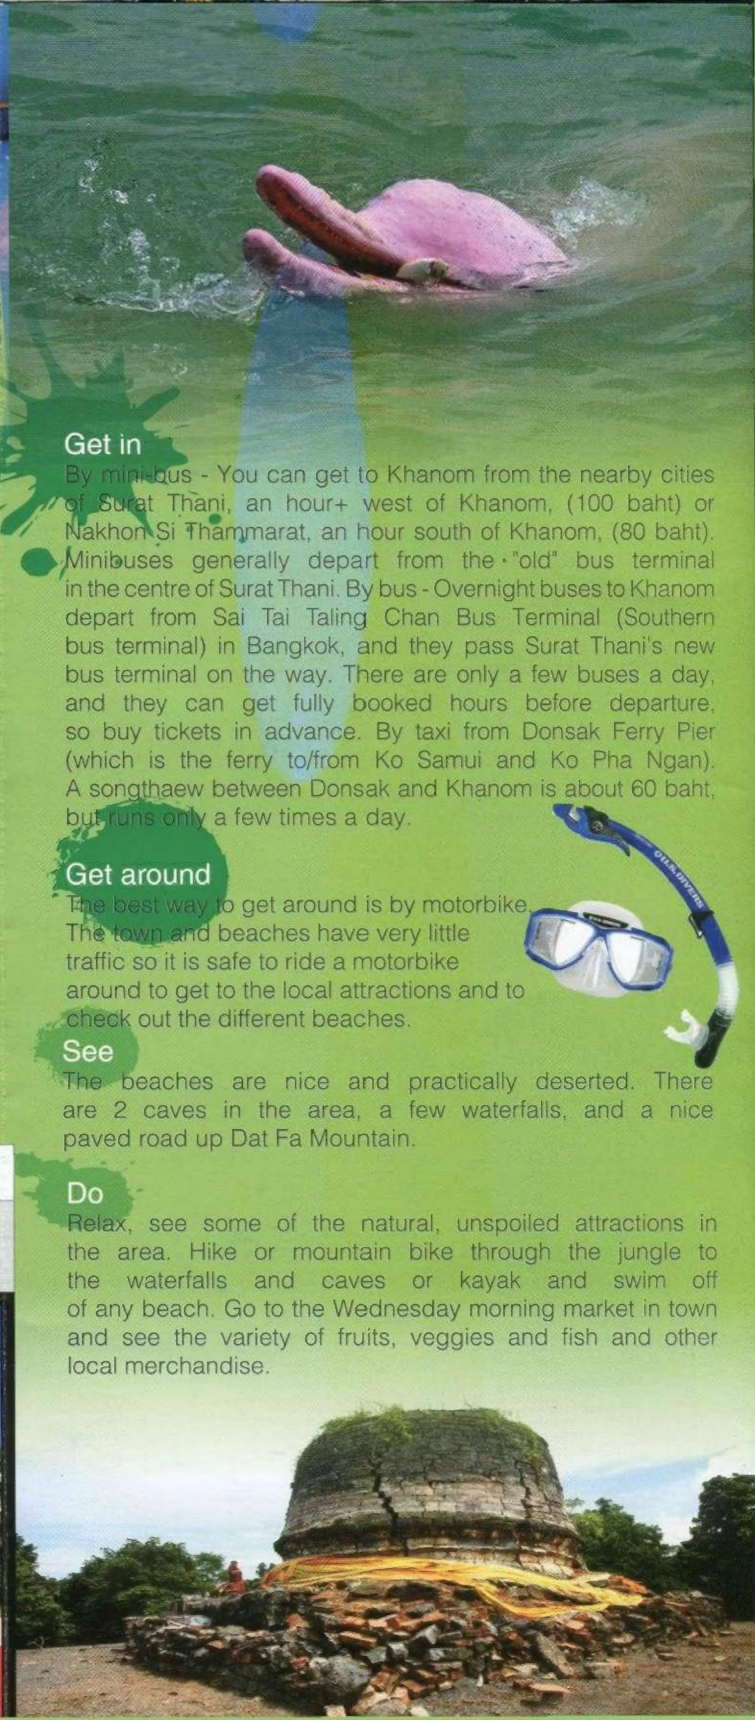 Get in
By mini-bus - You can get to Khanom from the nearby cities
of Surat Thani, an hour+ west of Khanom, (100 baht) or
Nakhon Si Thammarat, an hour south of Khanom, (80 baht).
Minibuses generally depart from the "old" bus terminal
in the centre of Surat Thani. By bus - Overnight buses to Khanom
depart from Sai Tai Taling Chan Bus Terminal (Southern
bus terminal) in Bangkok, and they pass Surat Thani's new
bus terminal on the way. There are only a few buses a day,
and they can get fully booked hours before departure,
so buy tickets in advance. By taxi from Donsak Ferry Pier
(which is the ferry to/from Ko Samui and Ko Pha Ngan).
A songthaew between Donsak and Khanom is about 60 baht,
but runs only a few times a day.
Get around
The best way to get around is by motorbike.
The town and beaches have very little
traffic so it is safe to ride a motorbike
around to get to the local attractions and to
check out the different beaches.
See
The beaches are nice and practically deserted. There
are 2 caves in the area, a few waterfalls, and a nice
paved road up Dat Fa Mountain.
Do
Relax, see some of the natural, unspoiled attractions in
the area. Hike or mountain bike through the jungle to
the waterfalls and caves or kayak and swim off
of any beach. Go to the Wednesday morning market in town
and see the variety of fruits, veggies and fish and other
local merchandise.